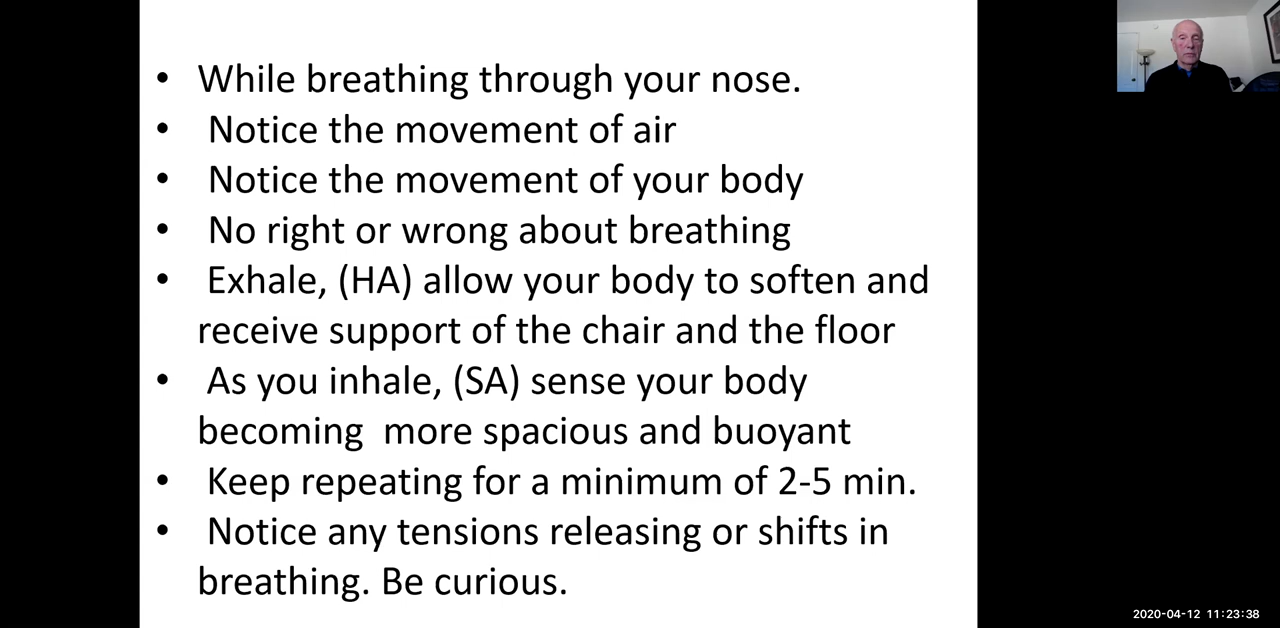 • While breathing through your nose.
• Notice the movement of air
• Notice the movement of your body
• No right or wrong about breathing
• Exhale, (HA) allow your body to soften and
receive support of the chair and the floor
• As you inhale, (SA) sense your body
becoming  more spacious and buoyant
• Keep repeating for a minimum of 2-5 min.
• Notice any tensions releasing or shifts in
breathing. Be curious.
2020-04-12 11:23:38